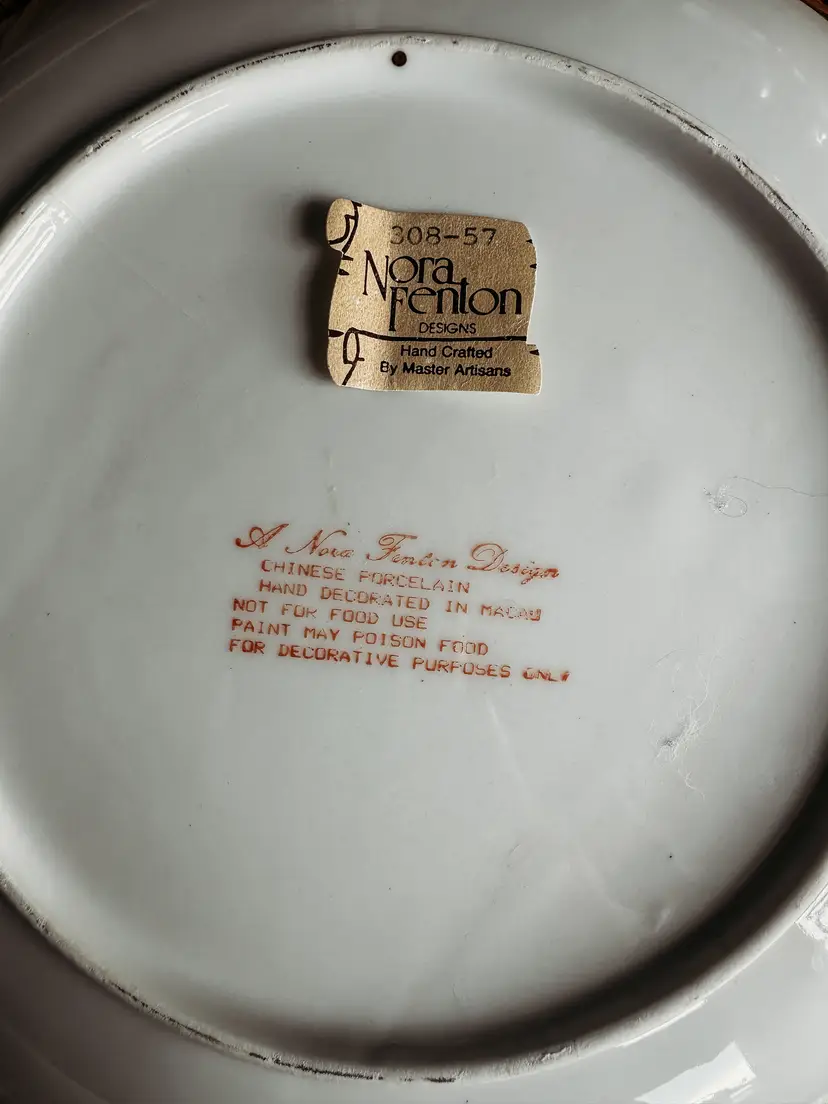 308-57
Nora
Fenton
DESIGNS
Hand Crafted
By Master Artisans
A Nora Fenton Design
CHINESE PORCELAIN
HAND DECORATED IN MACAU
NOT FOR FOOD USE
PAINT MAY POISON FOOD
FOR DECORATIVE PURPOSES ONLY